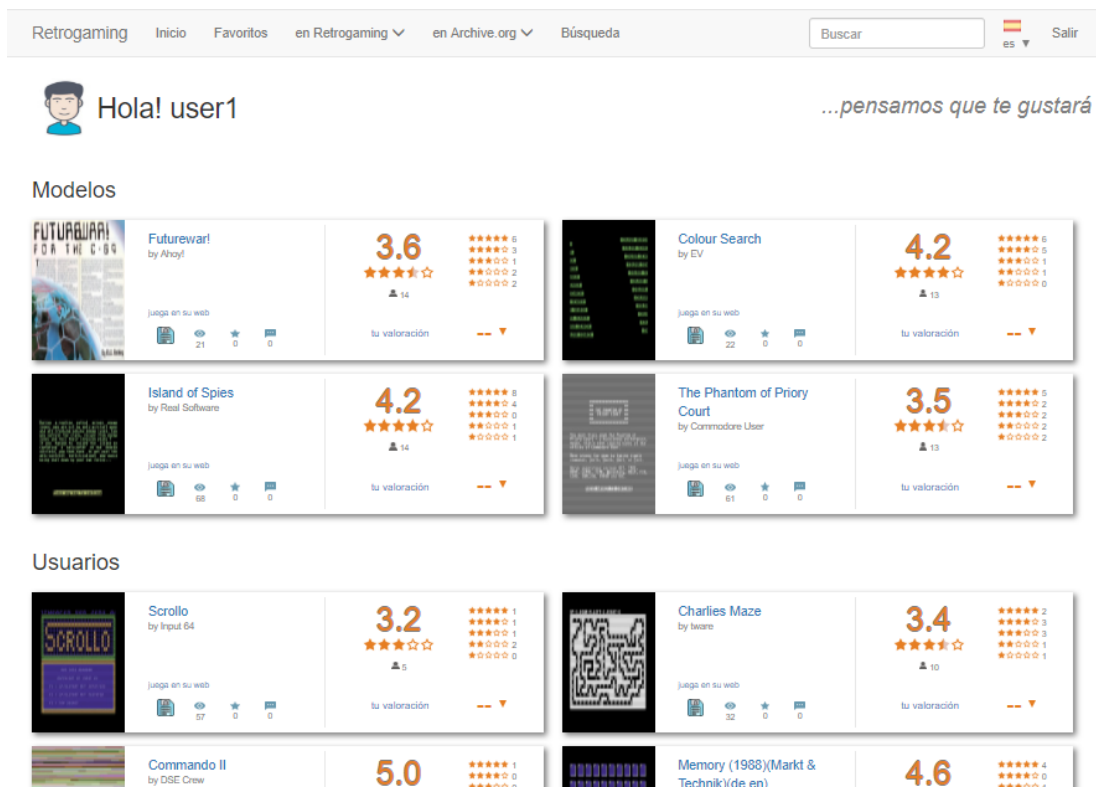 Retrogaming Inicio Favoritos en Retrogaming en Archive.org Búsqueda Buscar es ▼ Salir
Hola! user1
...pensamos que te gustará
Modelos
FUTUREWAR!
FOR THE C-64
Futurewar!
by Ahoy!
juega en su web
21 0 0
3.6
14
tu valoración
-- ▼
6
3
1
2
2
Colour Search
by EV
juega en su web
22 0 0
4.2
13
tu valoración
-- ▼
6
5
1
1
0
Island of Spies
by Real Software
juega en su web
68 0 0
4.2
14
tu valoración
-- ▼
8
4
0
1
1
The Phantom of Priory
Court
by Commodore User
juega en su web
61 0 0
3.5
13
tu valoración
-- ▼
5
2
2
2
2
Usuarios
SCROLLO
Scrollo
by Input 64
juega en su web
57 0 0
3.2
5
tu valoración
-- ▼
1
1
1
2
0
Charlies Maze
by tware
juega en su web
32 0 0
3.4
10
tu valoración
-- ▼
2
3
3
1
1
Commando II
by DSE Crew
5.0
1
0
Memory (1988)(Markt &
Technik)(de en)
4.6
4
0